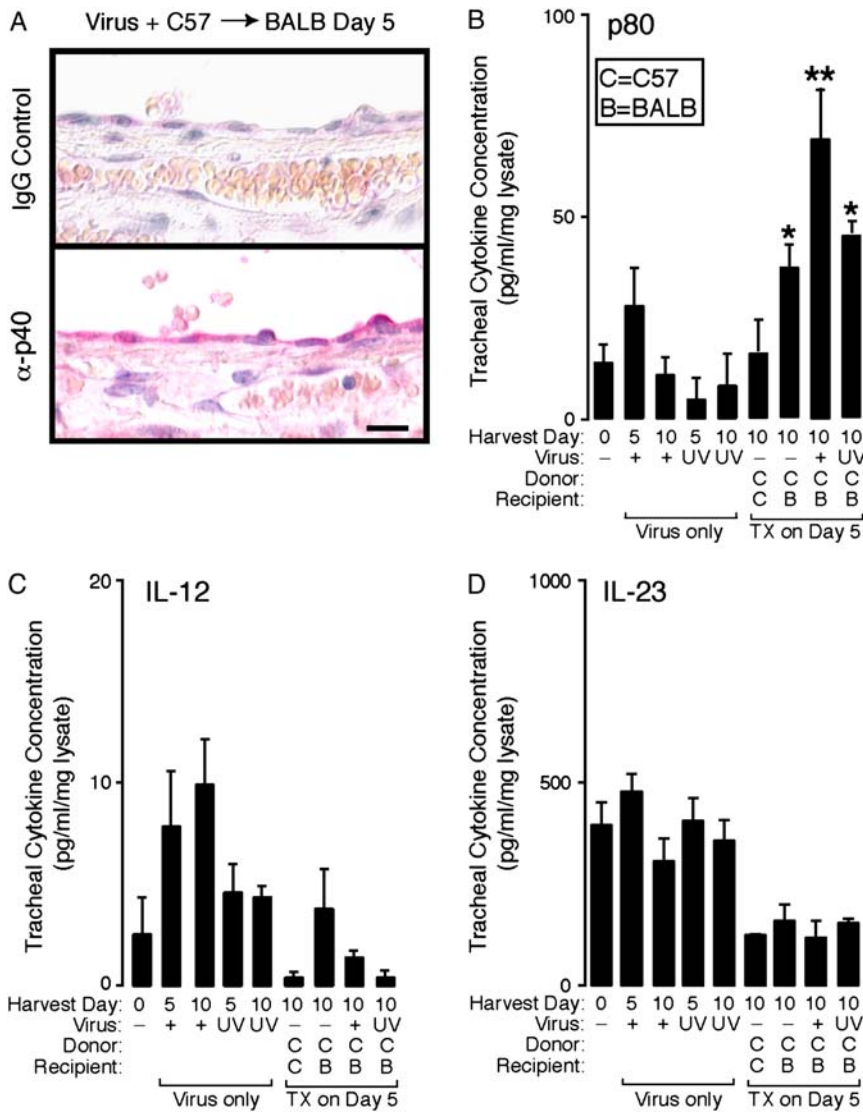 A
Virus + C57 → BALB Day 5
IgG Control
α-p40
B
p80
C=C57
B=BALB
Tracheal Cytokine Concentration
(pg/ml/mg lysate)
100
50
0
*
**
*
Harvest Day: 0 5 10 5 10 10 10 10 10
Virus: – + + UV UV – – + UV
Donor: C C C C
Recipient: C B B B
Virus only
TX on Day 5
C
IL-12
Tracheal Cytokine Concentration
(pg/ml/mg lysate)
20
10
0
Harvest Day: 0 5 10 5 10 10 10 10 10
Virus: – + + UV UV – – + UV
Donor: C C C C
Recipient: C B B B
Virus only
TX on Day 5
D
IL-23
Tracheal Cytokine Concentration
(pg/ml/mg lysate)
1000
500
0
Harvest Day: 0 5 10 5 10 10 10 10 10
Virus: – + + UV UV – – + UV
Donor: C C C C
Recipient: C B B B
Virus only
TX on Day 5